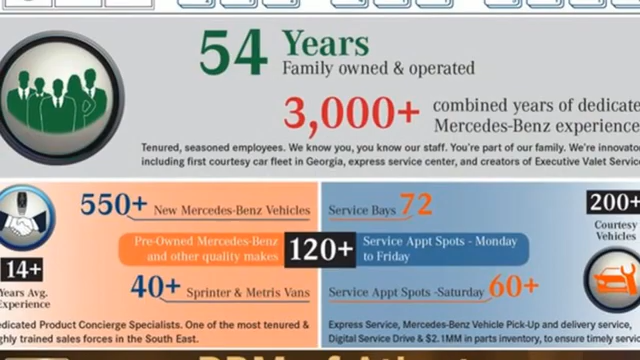 54 Years
Family owned & operated
3,000+ combined years of dedicate
Mercedes-Benz experience
Tenured, seasoned employees. We know you, you know our staff. You're part of our family. We're innovator
including first courtesy car fleet in Georgia, express service center, and creators of Executive Valet Servic
550+ New Mercedes-Benz Vehicles
Pre-Owned Mercedes-Benz
and other quality makes
40+ Sprinter & Metris Vans
14+
Years Avg.
Experience
edicated Product Concierge Specialists. One of the most tenured &
ghly trained sales forces in the South East.
120+
Service Bays 72
Service Appt Spots - Monday
to Friday
Service Appt Spots -Saturday 60+
200+
Courtesy
Vehicles
Express Service, Mercedes-Benz Vehicle Pick-Up and delivery service,
Digital Service Drive & $2.1MM in parts inventory, to ensure timely servic